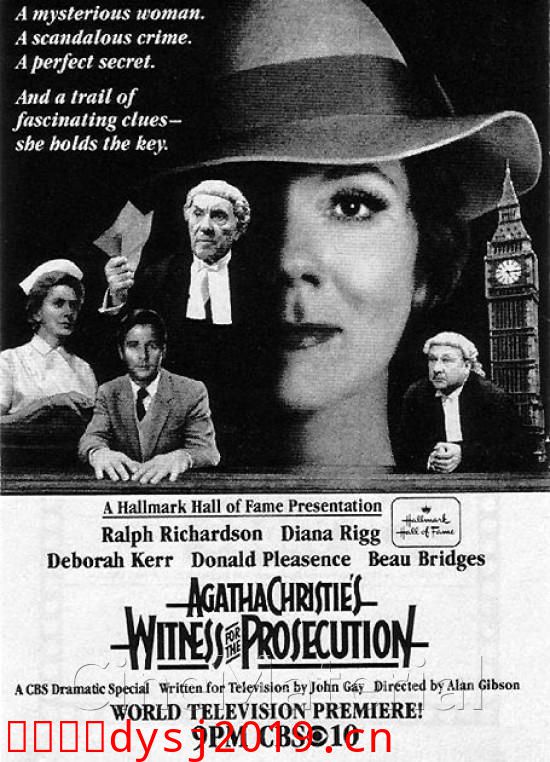 A mysterious woman.
A scandalous crime.
A perfect secret.
And a trail of
fascinating clues—
she holds the key.
A Hallmark Hall of Fame Presentation
Ralph Richardson Diana Rigg
Hallmark
Hall of Fame
Deborah Kerr Donald Pleasence Beau Bridges
AGATHA CHRISTIE'S
WITNESS FOR THE PROSECUTION
CineMaterial
A CBS Dramatic Special Written for Television by John Gay Directed by Alan Gibson
WORLD TELEVISION PREMIERE!
9PM CBS 10
dysj2019.cn